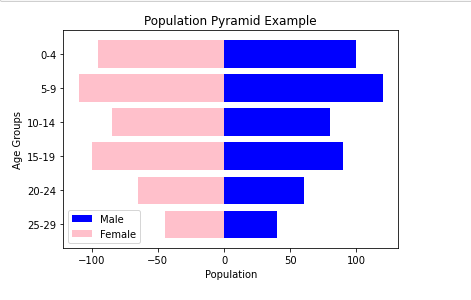 Population Pyramid Example
0-4
5-9
10-14
15-19
20-24
25-29
Age Groups
Male
Female
−100 −50 0 50 100
Population